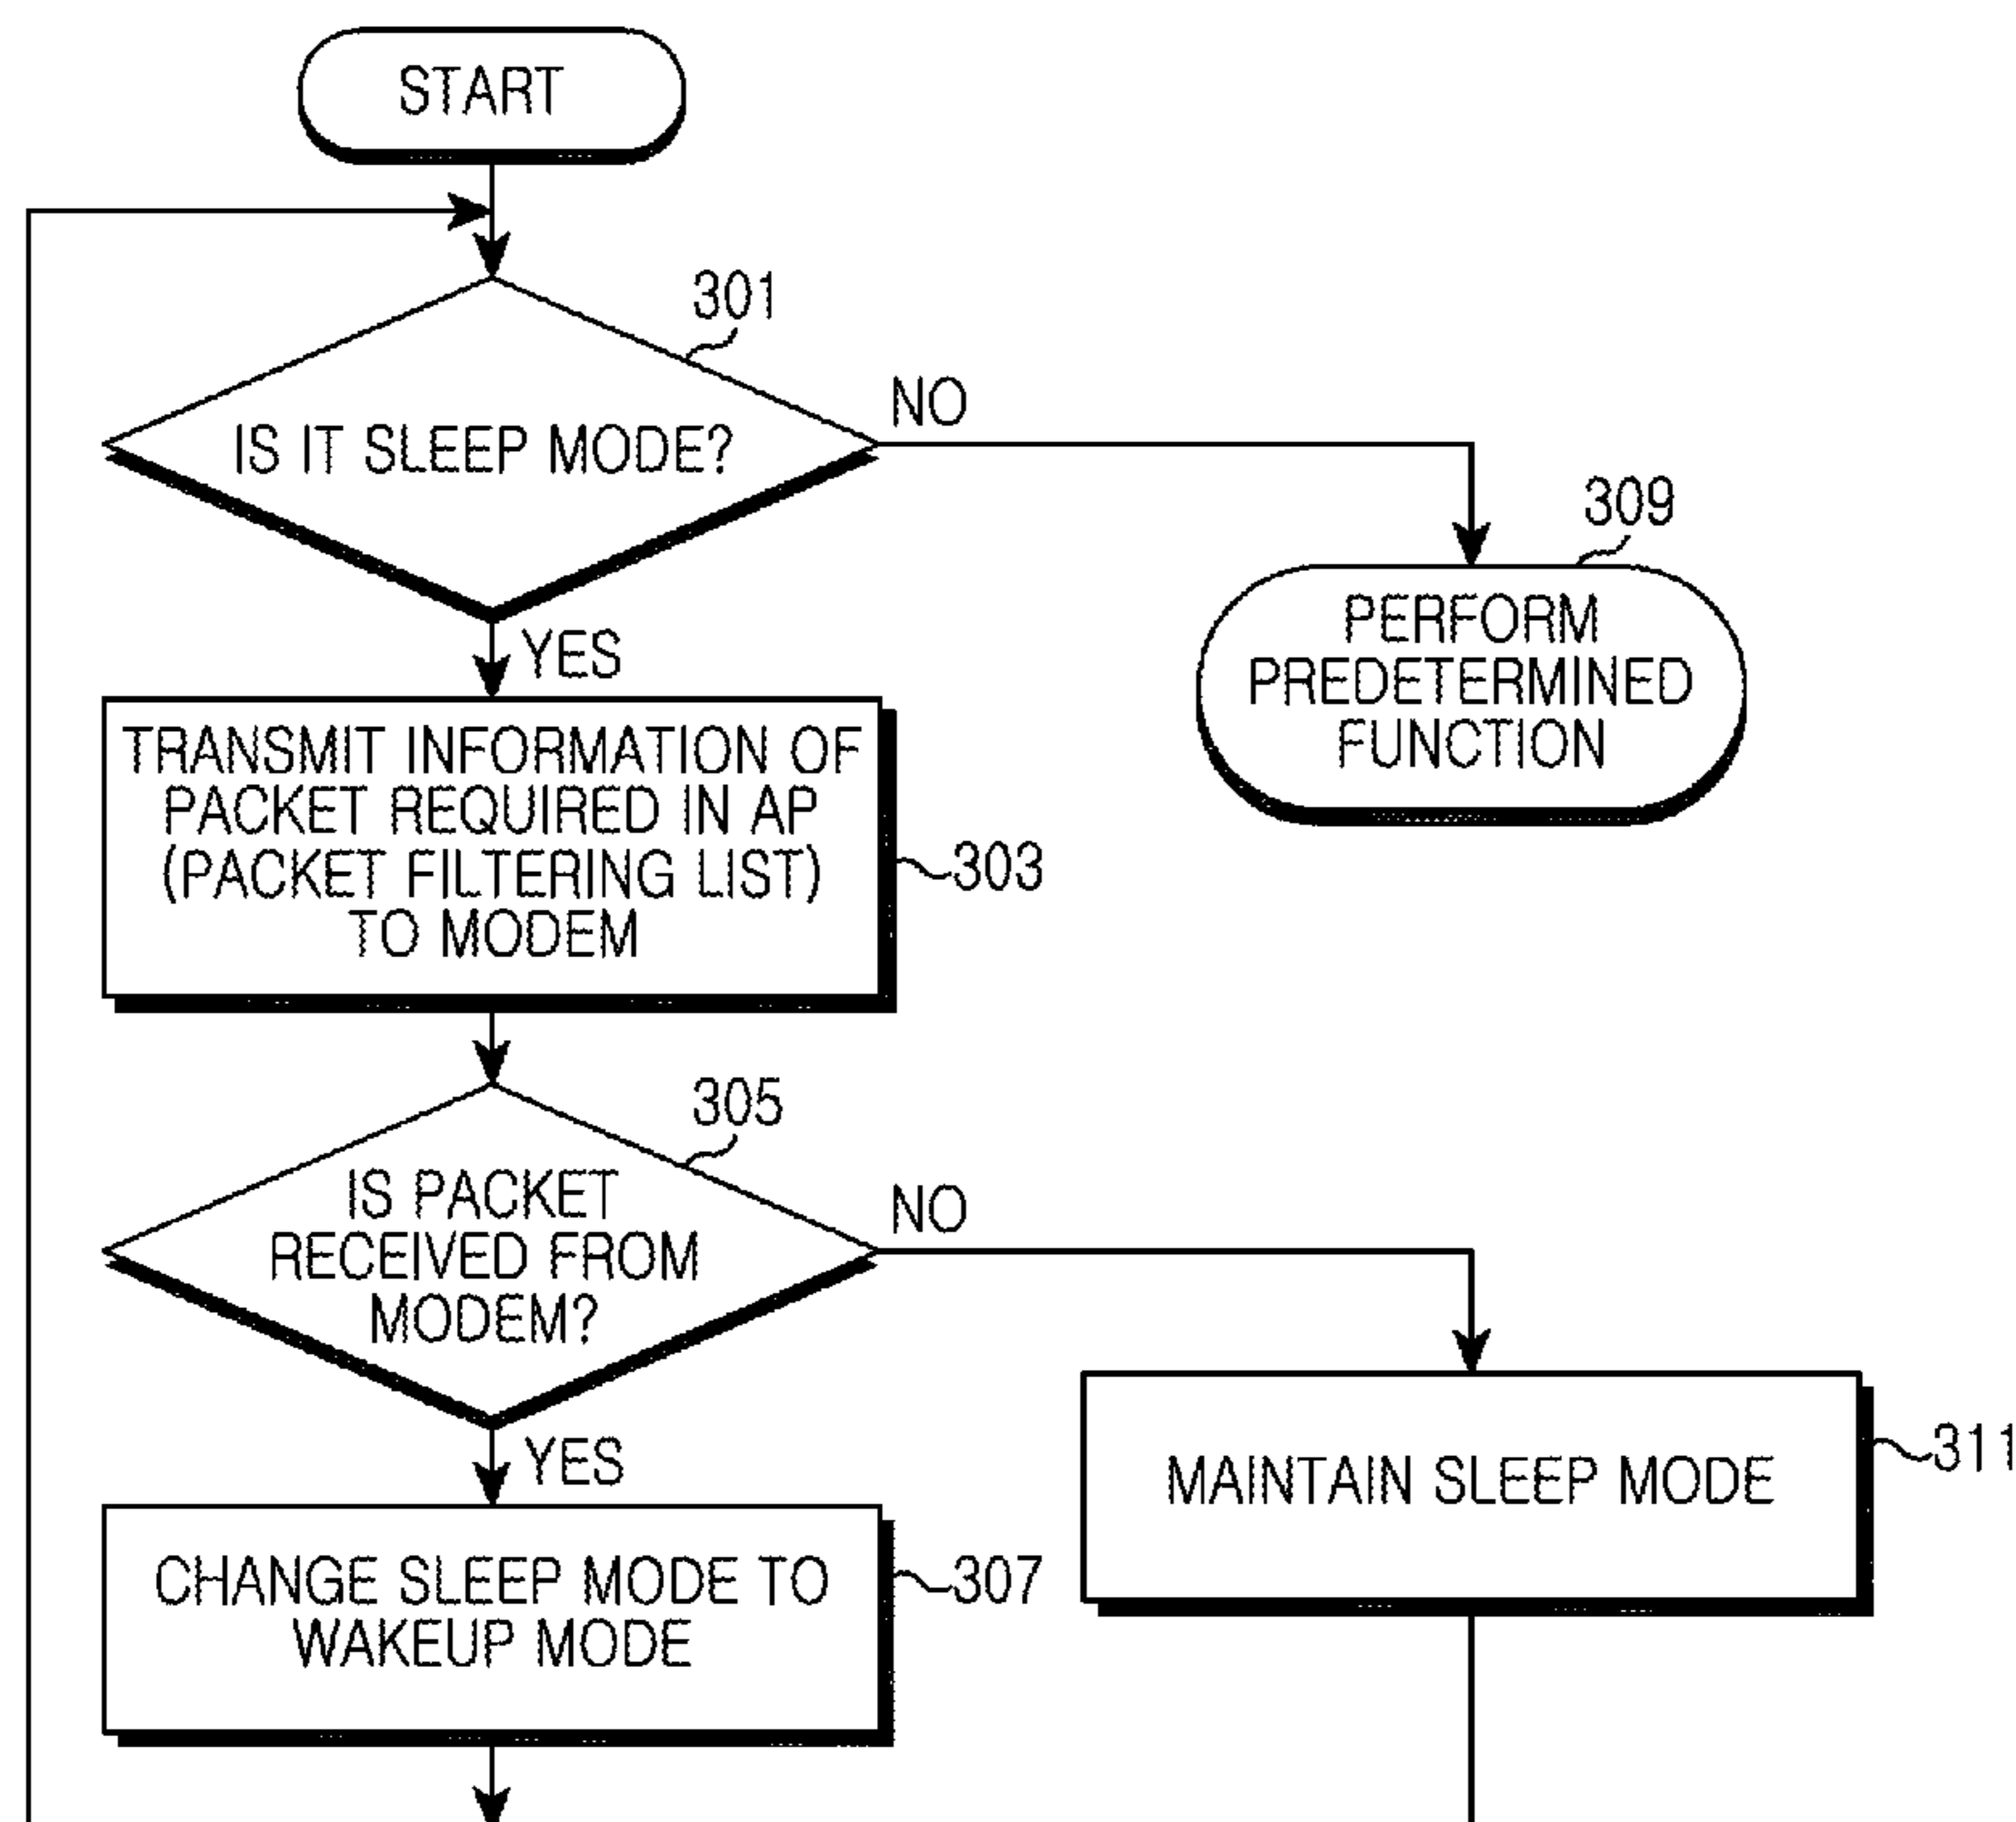 START
301
IS IT SLEEP MODE?
NO
309
PERFORM
PREDETERMINED
FUNCTION
YES
TRANSMIT INFORMATION OF
PACKET REQUIRED IN AP
(PACKET FILTERING LIST)
TO MODEM
303
305
IS PACKET
RECEIVED FROM
MODEM?
NO
YES
MAINTAIN SLEEP MODE
311
CHANGE SLEEP MODE TO
WAKEUP MODE
307